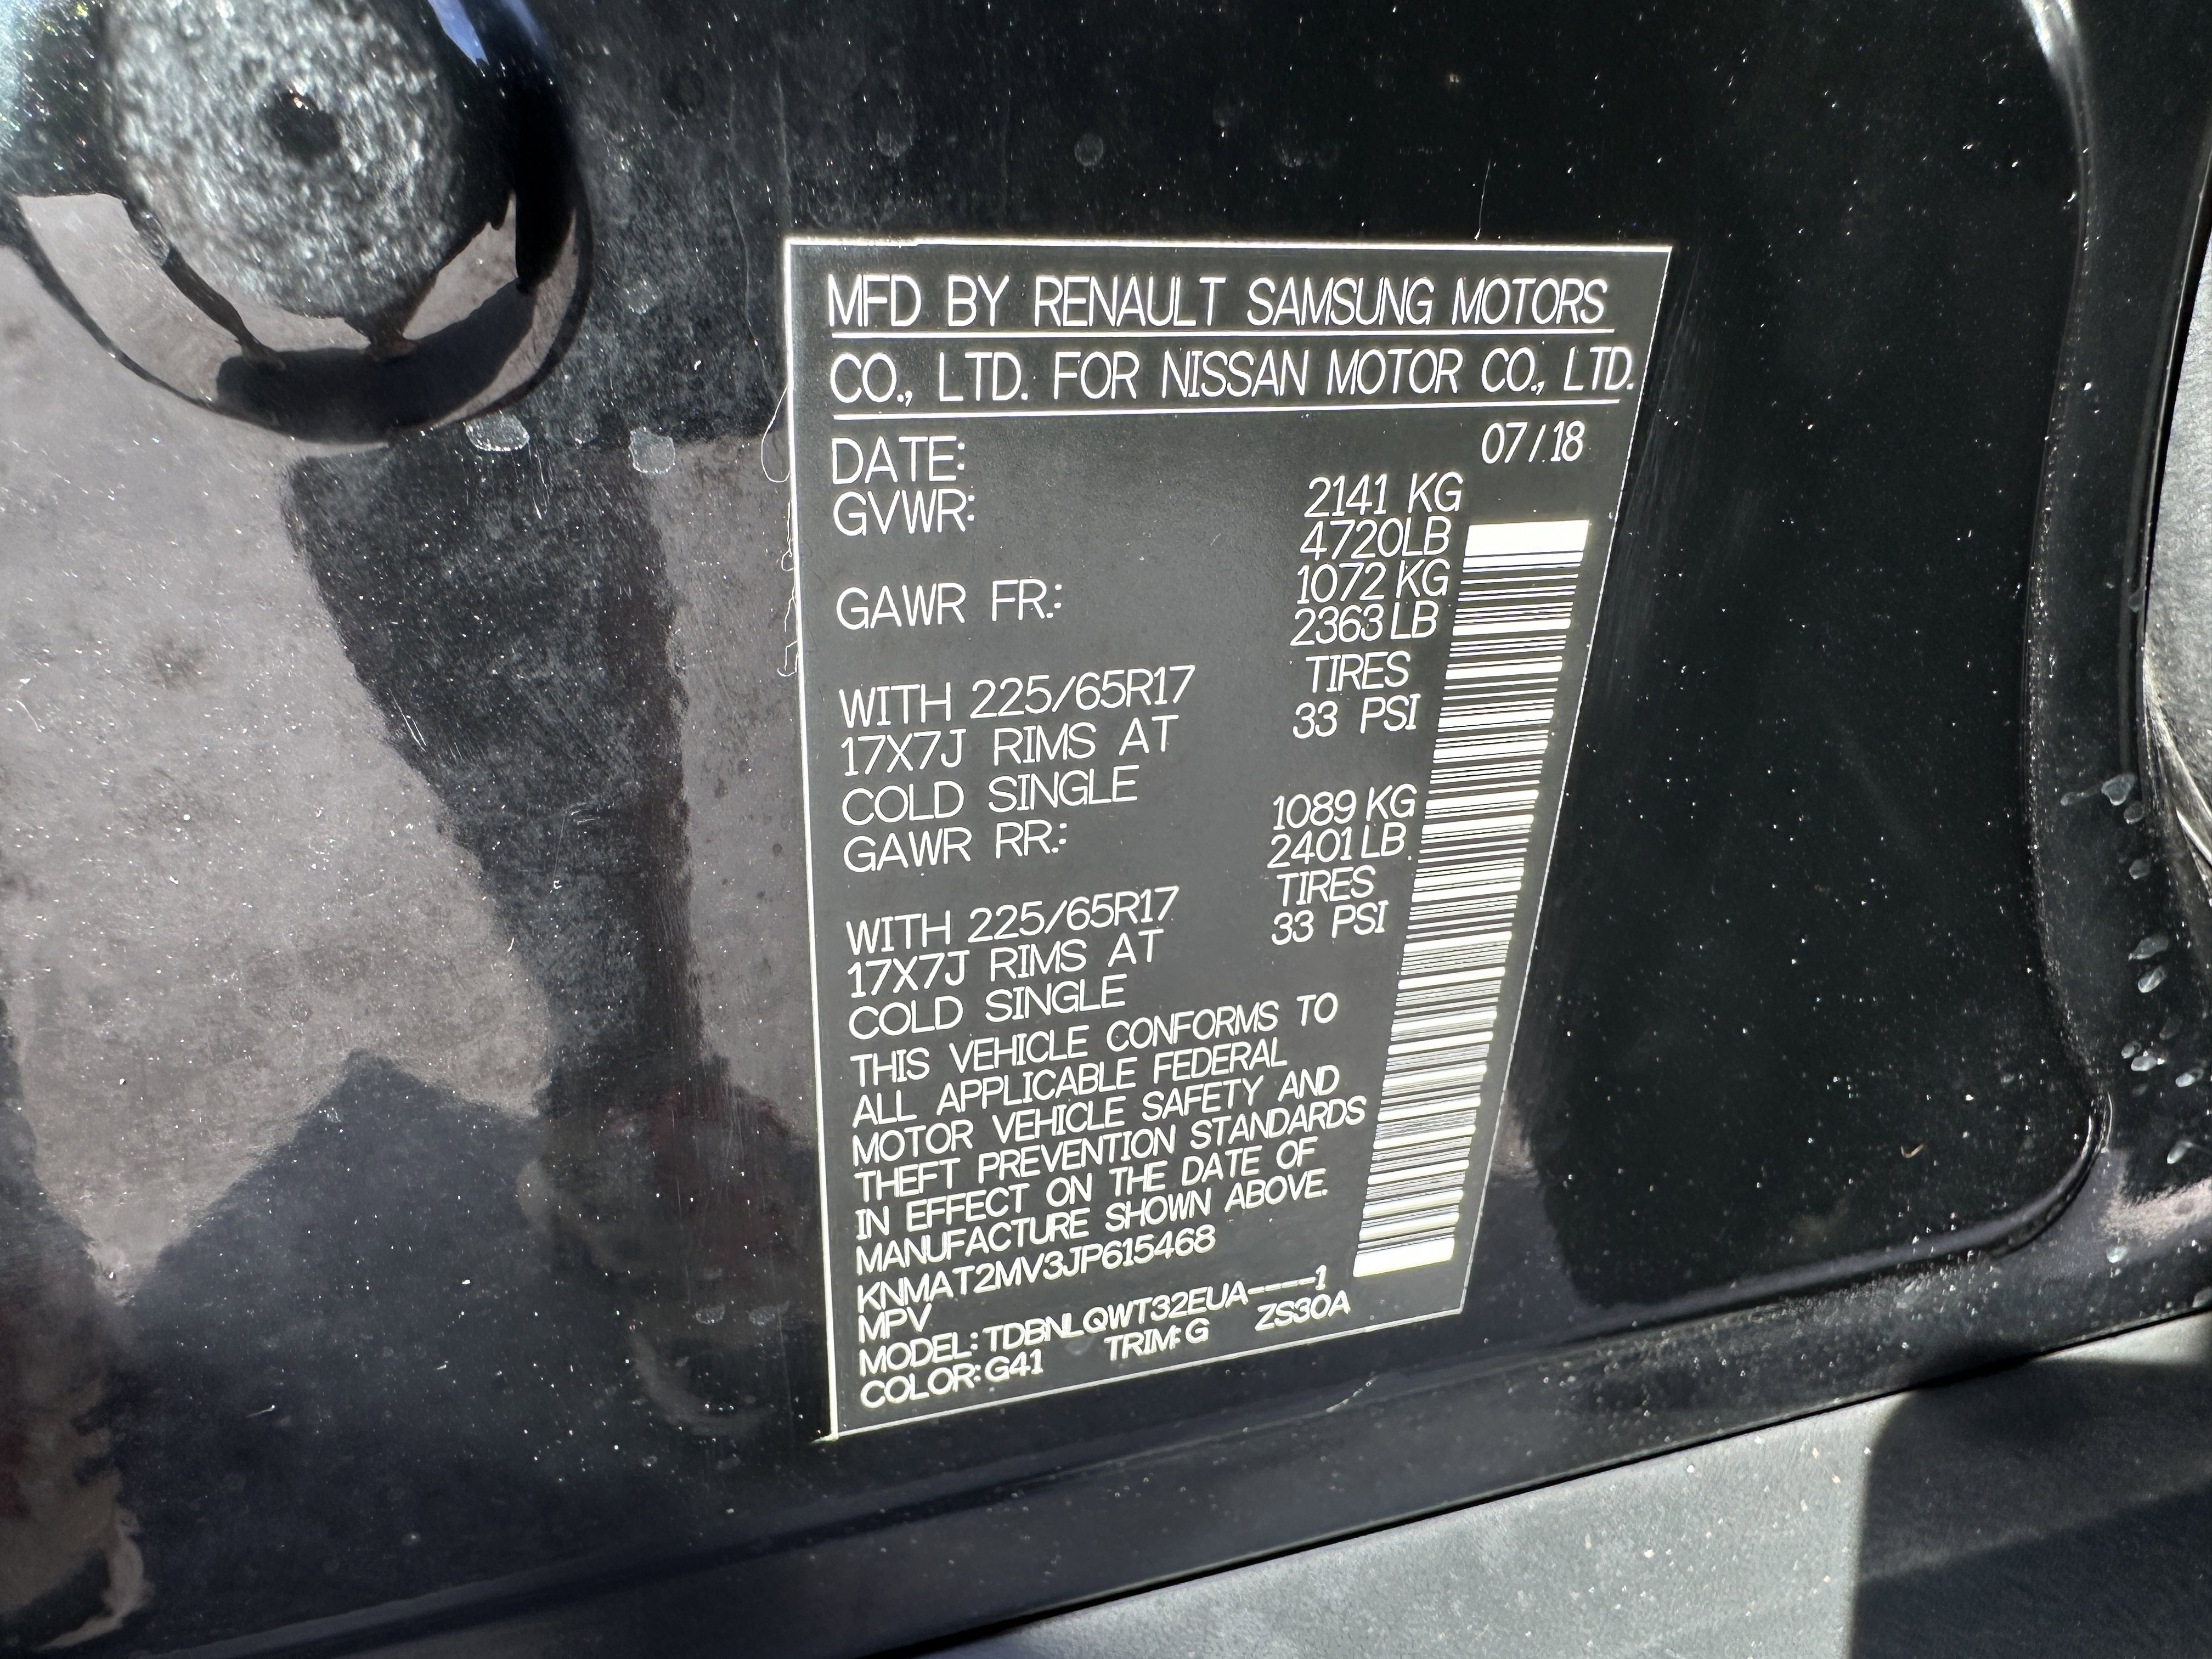 MFD BY RENAULT SAMSUNG MOTORS
CO., LTD. FOR NISSAN MOTOR CO., LTD.
DATE: 07/18
GVWR: 2141 KG
4720LB
GAWR FR.: 1072 KG
2363 LB
WITH 225/65R17 TIRES
17X7J RIMS AT 33 PSI
COLD SINGLE
GAWR RR.: 1089 KG
2401 LB
WITH 225/65R17 TIRES
17X7J RIMS AT 33 PSI
COLD SINGLE
THIS VEHICLE CONFORMS TO
ALL APPLICABLE FEDERAL
MOTOR VEHICLE SAFETY AND
THEFT PREVENTION STANDARDS
IN EFFECT ON THE DATE OF
MANUFACTURE SHOWN ABOVE.
KNMAT2MV3JP615468
MPV
MODEL: TDBNLQWT32EUA----1
COLOR: G41 TRIM: G ZS30A